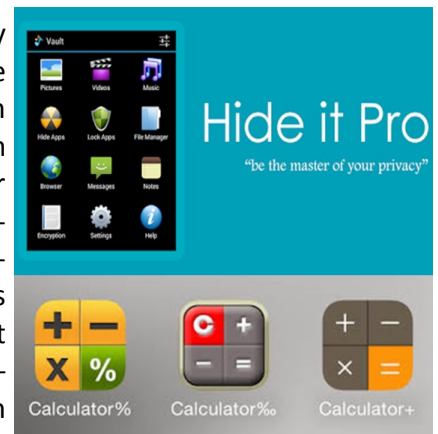 Vault
Pictures Videos Music
Hide Apps Lock Apps File Manager
Browser Messages Notes
Encryption Settings Help
Hide it Pro
“be the master of your privacy”
C
%
Calculator% Calculator‰ Calculator+